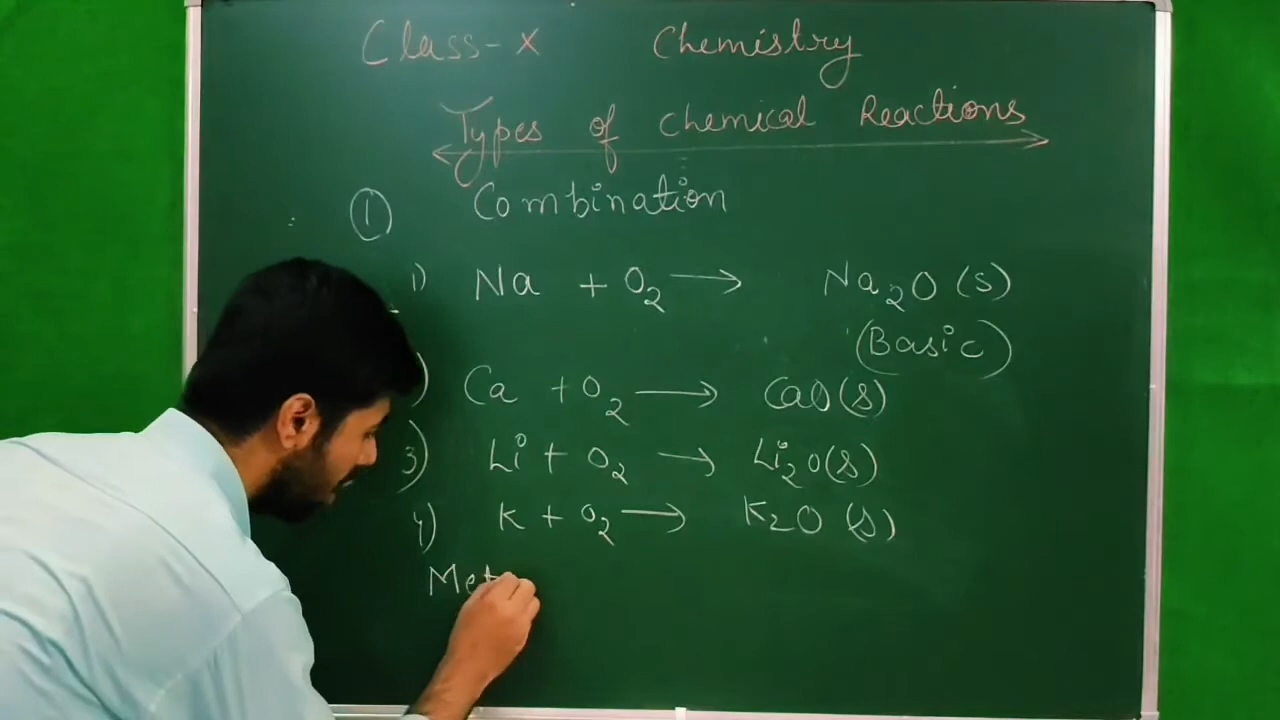 Class-X Chemistry
Types of chemical Reactions
① Combination
1) Na + O₂ → Na₂O (s)
(Basic)
) Ca + O₂ → CaO(s)
3) Li + O₂ → Li₂O(s)
4) K + O₂ → K₂O (s)
Met